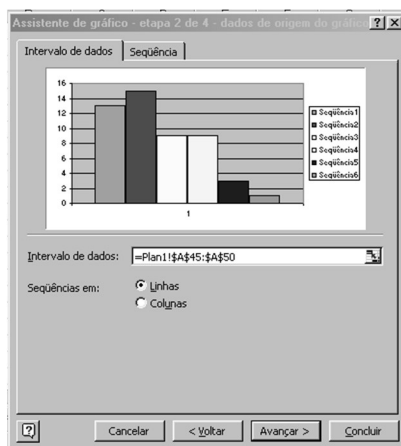 Assistente de gráfico - etapa 2 de 4 - dados de origem do gráfico
Intervalo de dados
Seqüência
16
14
12
10
8
6
4
2
0
1
Seqüência1
Seqüência2
Seqüência3
Seqüência4
Seqüência5
Seqüência6
Intervalo de dados: =Plan1!$A$45:$A$50
Seqüências em: Linhas
Colunas
Cancelar < Voltar Avançar > Concluir